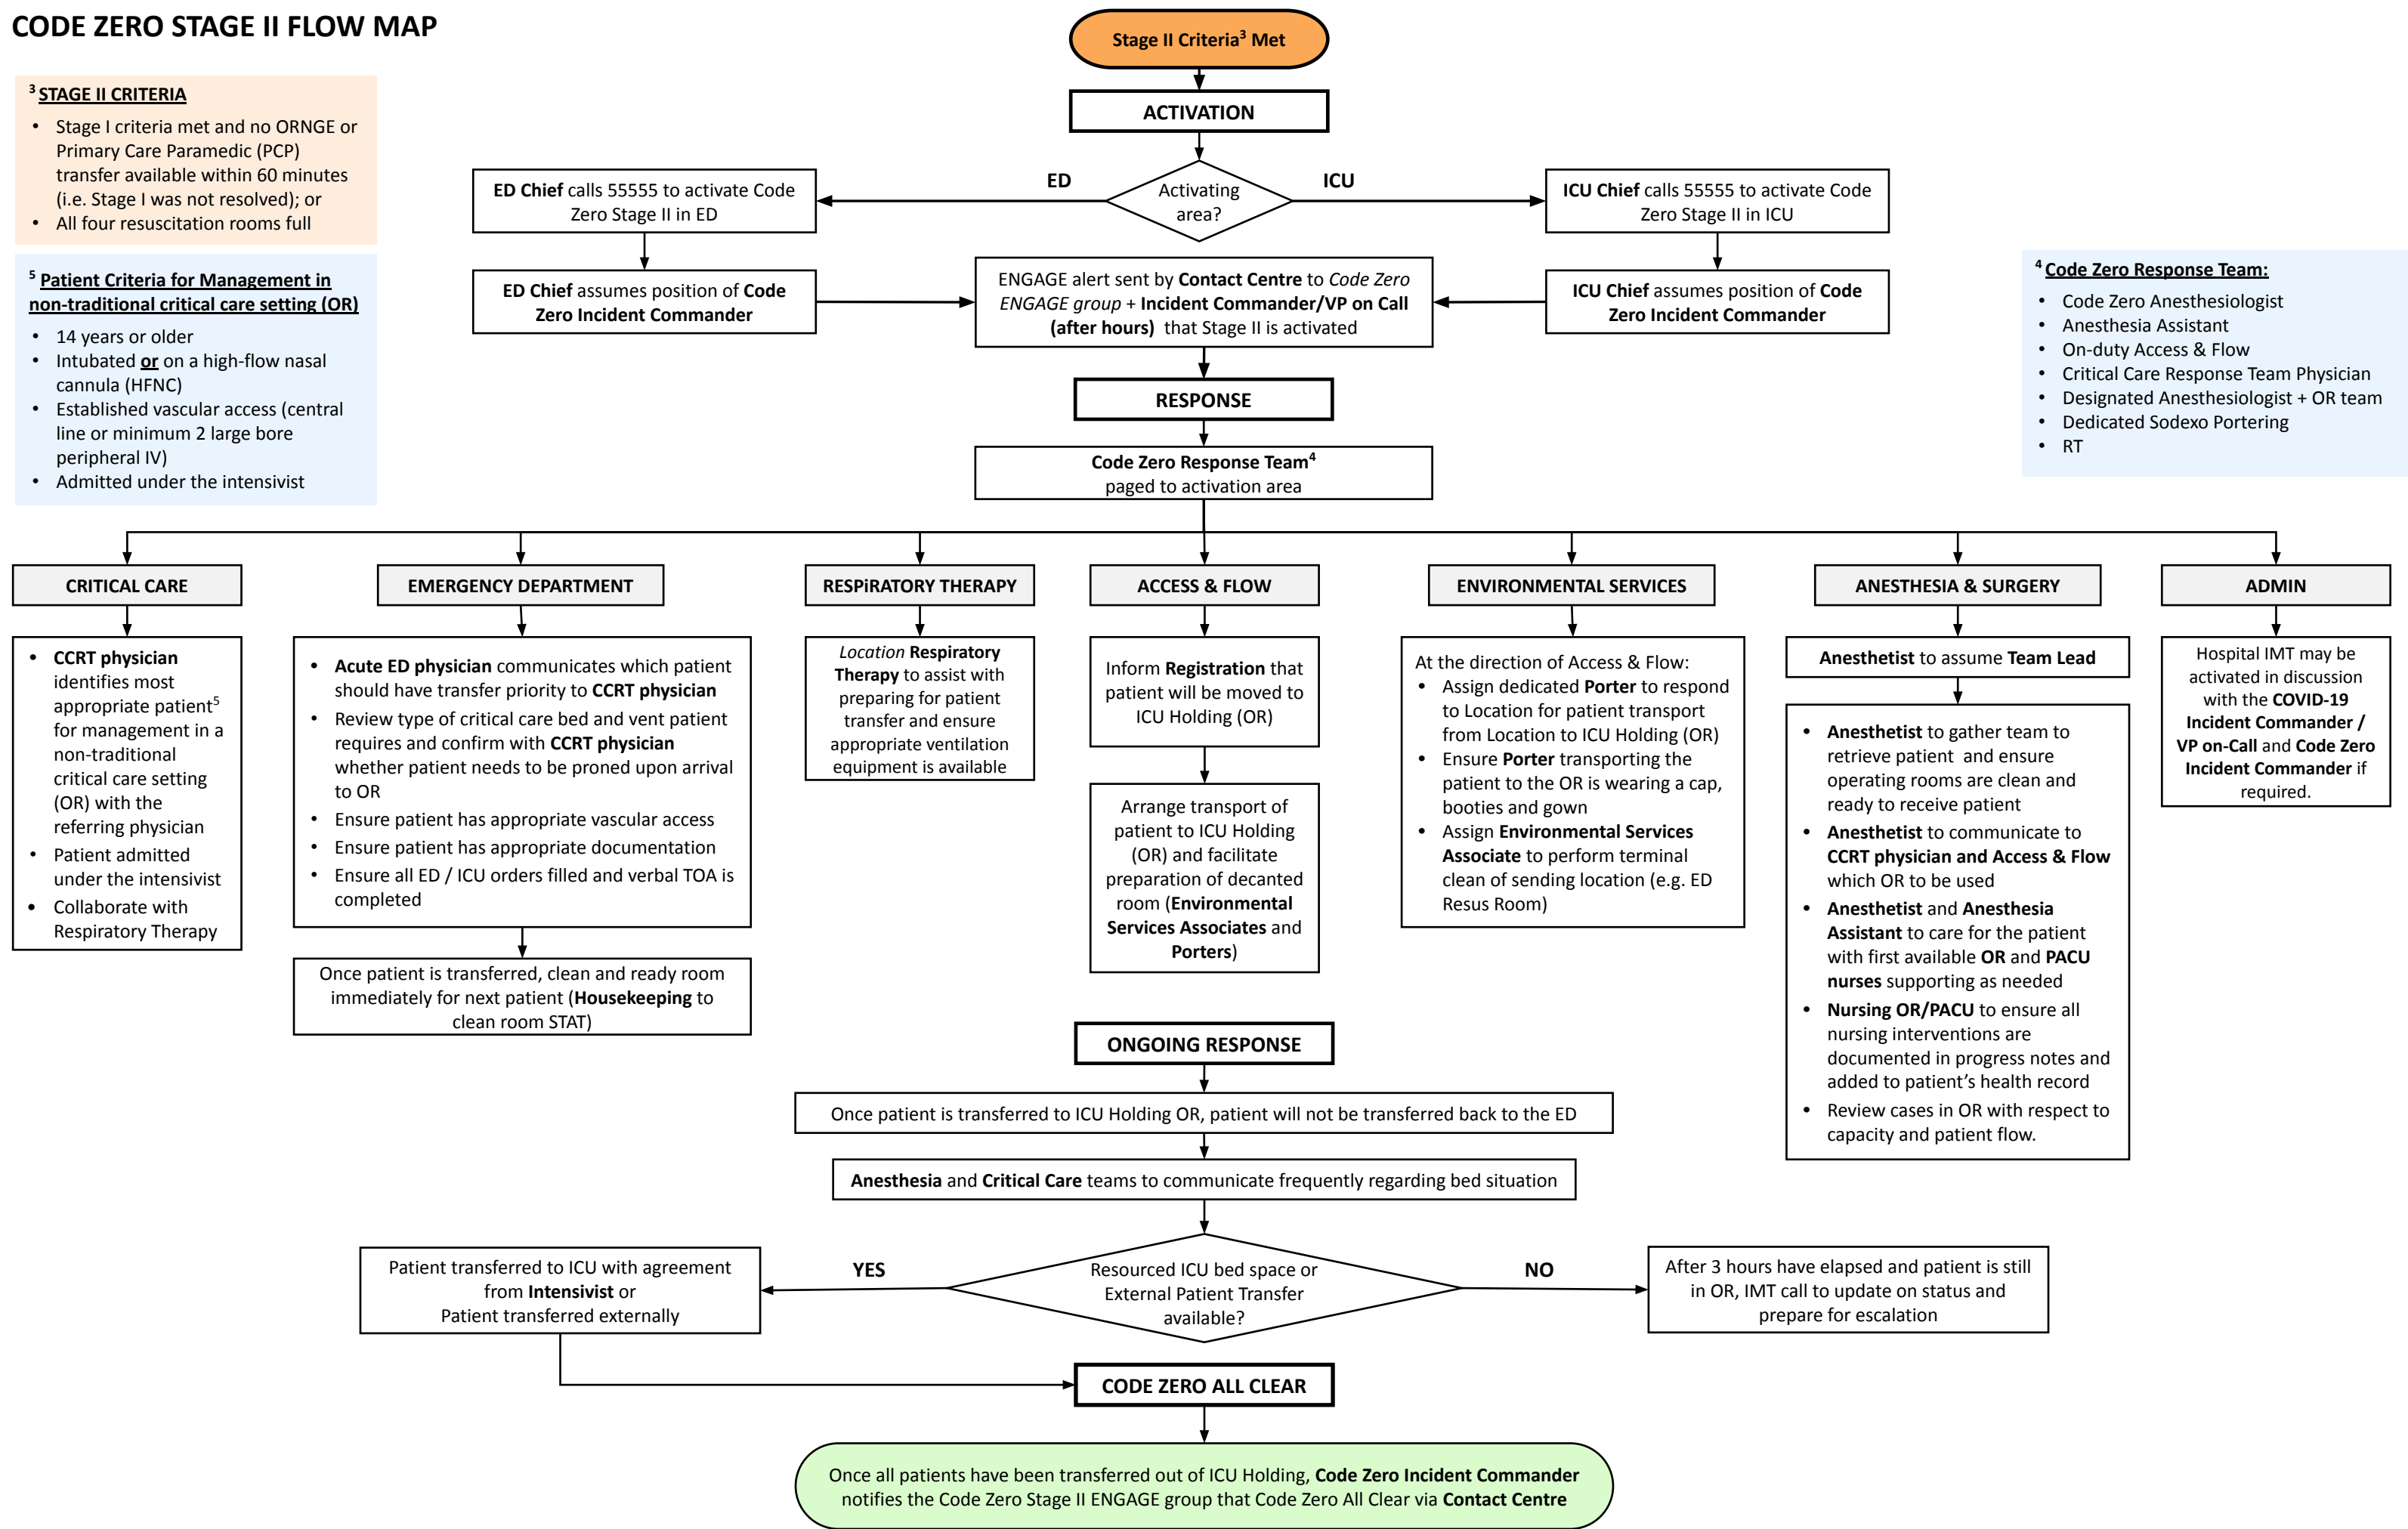 CODE ZERO STAGE II FLOW MAP
Stage II Criteria³ Met
³ STAGE II CRITERIA
• Stage I criteria met and no ORNGE or
Primary Care Paramedic (PCP)
transfer available within 60 minutes
(i.e. Stage I was not resolved); or
• All four resuscitation rooms full
ACTIVATION
ED
Activating
area?
ICU
ED Chief calls 55555 to activate Code
Zero Stage II in ED
ICU Chief calls 55555 to activate Code
Zero Stage II in ICU
⁵ Patient Criteria for Management in
non-traditional critical care setting (OR)
• 14 years or older
• Intubated or on a high-flow nasal
cannula (HFNC)
• Established vascular access (central
line or minimum 2 large bore
peripheral IV)
• Admitted under the intensivist
ED Chief assumes position of Code
Zero Incident Commander
ENGAGE alert sent by Contact Centre to Code Zero
ENGAGE group + Incident Commander/VP on Call
(after hours) that Stage II is activated
ICU Chief assumes position of Code
Zero Incident Commander
⁴ Code Zero Response Team:
• Code Zero Anesthesiologist
• Anesthesia Assistant
• On-duty Access & Flow
• Critical Care Response Team Physician
• Designated Anesthesiologist + OR team
• Dedicated Sodexo Portering
• RT
RESPONSE
Code Zero Response Team⁴
paged to activation area
CRITICAL CARE
• CCRT physician
identifies most
appropriate patient⁵
for management in a
non-traditional
critical care setting
(OR) with the
referring physician
• Patient admitted
under the intensivist
• Collaborate with
Respiratory Therapy
EMERGENCY DEPARTMENT
• Acute ED physician communicates which patient
should have transfer priority to CCRT physician
• Review type of critical care bed and vent patient
requires and confirm with CCRT physician
whether patient needs to be proned upon arrival
to OR
• Ensure patient has appropriate vascular access
• Ensure patient has appropriate documentation
• Ensure all ED / ICU orders filled and verbal TOA is
completed
Once patient is transferred, clean and ready room
immediately for next patient (Housekeeping to
clean room STAT)
RESPiRATORY THERAPY
Location Respiratory
Therapy to assist with
preparing for patient
transfer and ensure
appropriate ventilation
equipment is available
ACCESS & FLOW
Inform Registration that
patient will be moved to
ICU Holding (OR)
Arrange transport of
patient to ICU Holding
(OR) and facilitate
preparation of decanted
room (Environmental
Services Associates and
Porters)
ENVIRONMENTAL SERVICES
At the direction of Access & Flow:
• Assign dedicated Porter to respond
to Location for patient transport
from Location to ICU Holding (OR)
• Ensure Porter transporting the
patient to the OR is wearing a cap,
booties and gown
• Assign Environmental Services
Associate to perform terminal
clean of sending location (e.g. ED
Resus Room)
ANESTHESIA & SURGERY
Anesthetist to assume Team Lead
• Anesthetist to gather team to
retrieve patient and ensure
operating rooms are clean and
ready to receive patient
• Anesthetist to communicate to
CCRT physician and Access & Flow
which OR to be used
• Anesthetist and Anesthesia
Assistant to care for the patient
with first available OR and PACU
nurses supporting as needed
• Nursing OR/PACU to ensure all
nursing interventions are
documented in progress notes and
added to patient's health record
• Review cases in OR with respect to
capacity and patient flow.
ADMIN
Hospital IMT may be
activated in discussion
with the COVID-19
Incident Commander /
VP on-Call and Code Zero
Incident Commander if
required.
ONGOING RESPONSE
Once patient is transferred to ICU Holding OR, patient will not be transferred back to the ED
Anesthesia and Critical Care teams to communicate frequently regarding bed situation
Resourced ICU bed space or
External Patient Transfer
available?
YES
Patient transferred to ICU with agreement
from Intensivist or
Patient transferred externally
NO
After 3 hours have elapsed and patient is still
in OR, IMT call to update on status and
prepare for escalation
CODE ZERO ALL CLEAR
Once all patients have been transferred out of ICU Holding, Code Zero Incident Commander
notifies the Code Zero Stage II ENGAGE group that Code Zero All Clear via Contact Centre